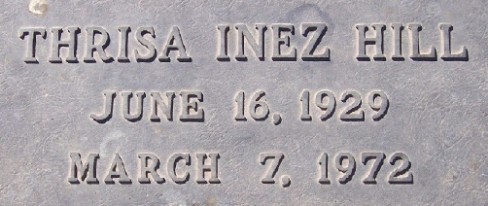 THRISA INEZ HILL
JUNE 16, 1929
MARCH 7, 1972